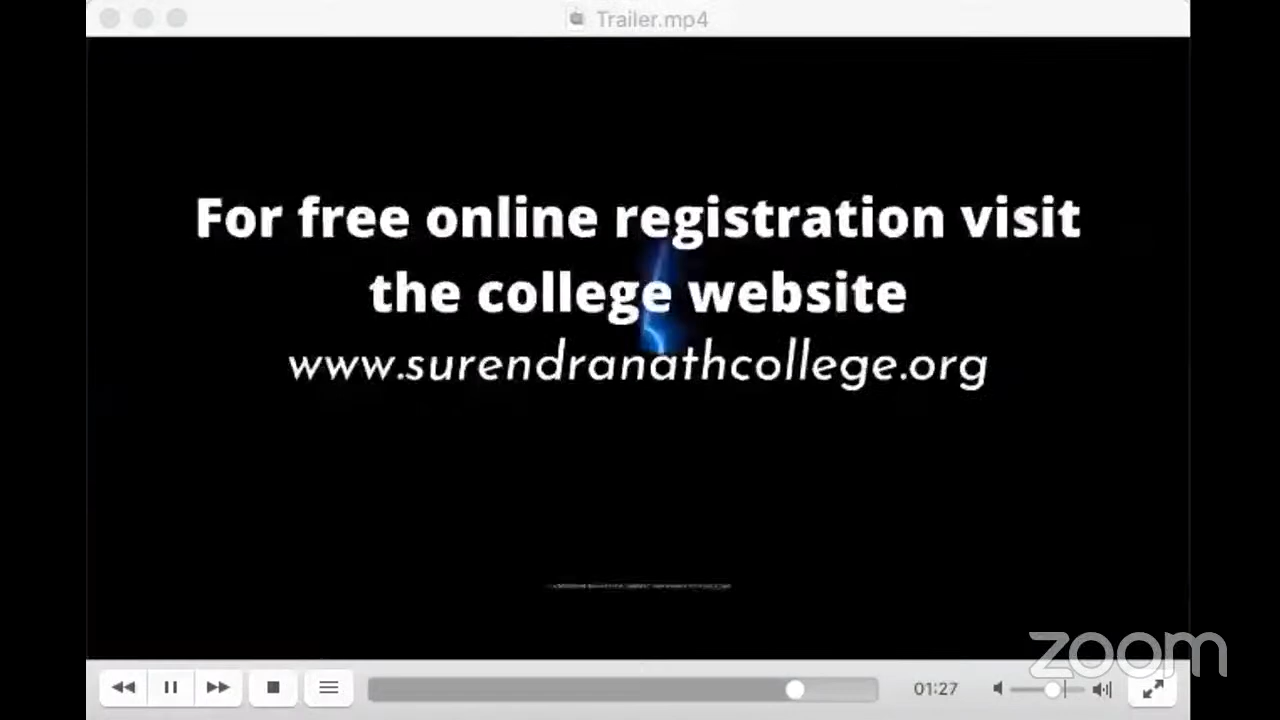 Trailer.mp4
For free online registration visit
the college website
www.surendranathcollege.org
zoom
01:27